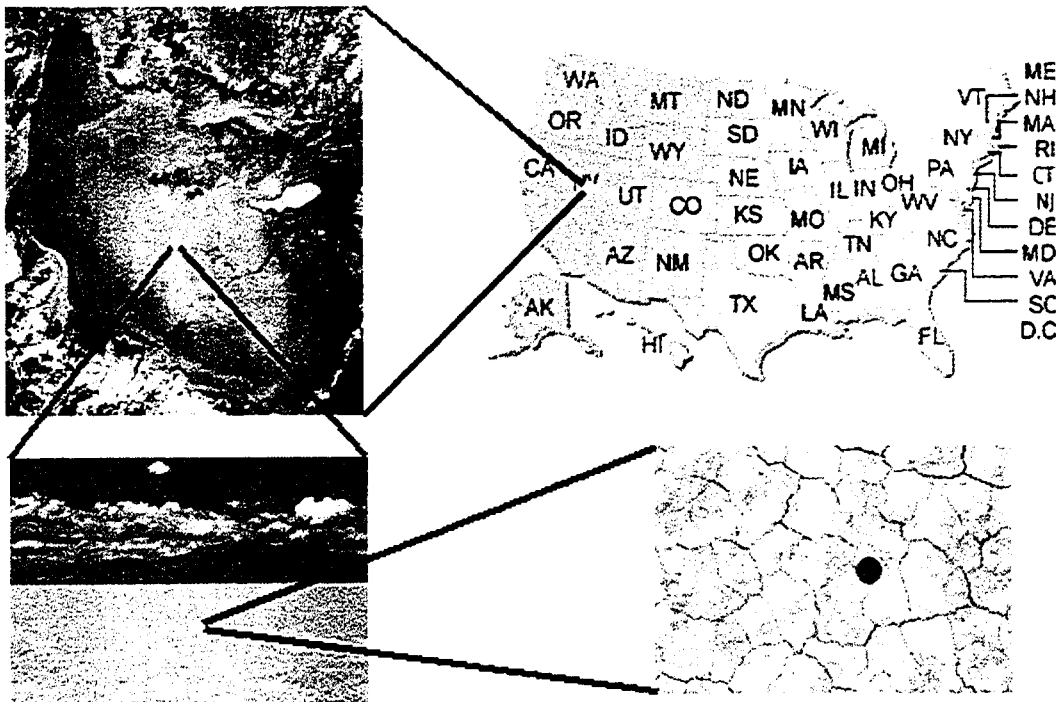 ME
WA MT ND MN VT NH
OR ID SD WI MI NY MA
WY RI
CA NE IA PA CT
UT CO IL IN OH WV NJ
KS MO KY DE
AZ NM OK AR TN NC MD
AL GA VA
AK TX MS SC
LA FL D.C
HI